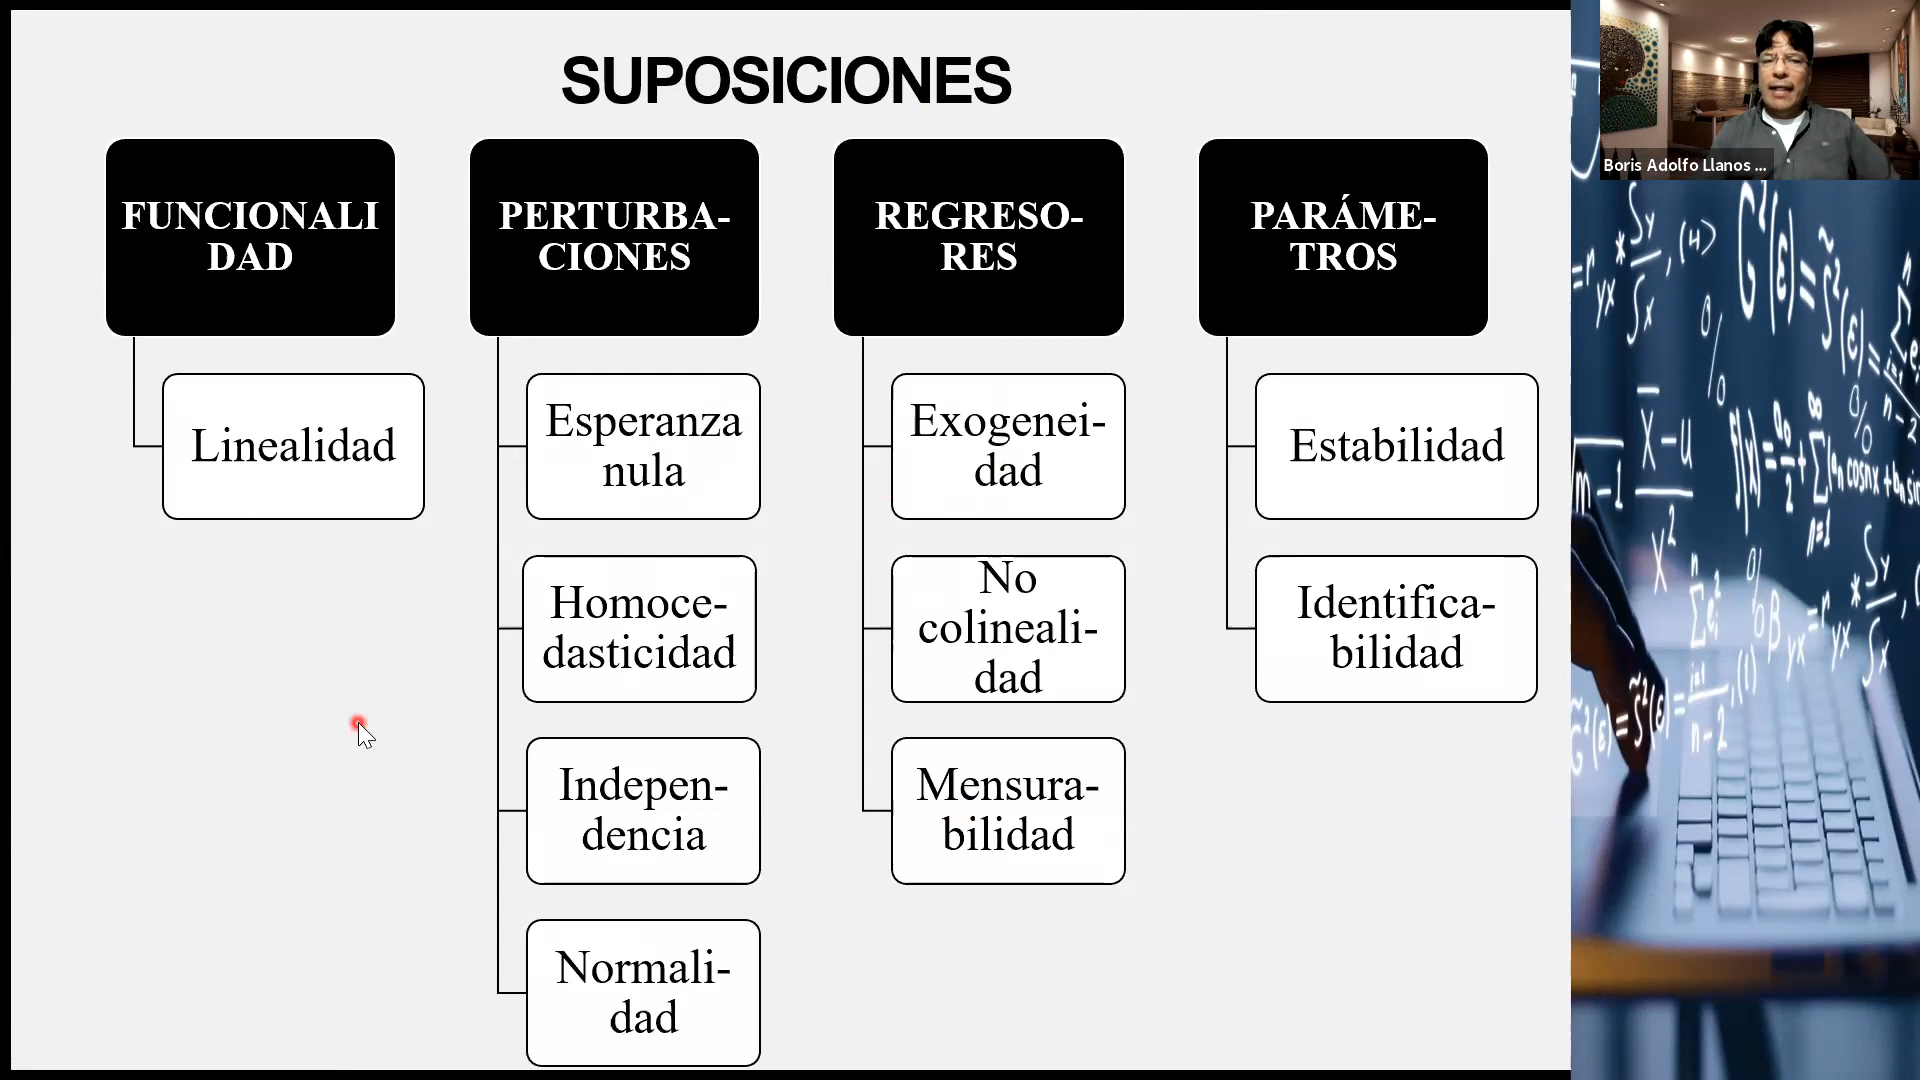 SUPOSICIONES
FUNCIONALI
DAD
Linealidad
PERTURBA-
CIONES
Esperanza
nula
Homoce-
dasticidad
Indepen-
dencia
Normali-
dad
REGRESO-
RES
Exogenei-
dad
No
colineali-
dad
Mensura-
bilidad
PARÁME-
TROS
Estabilidad
Identifica-
bilidad
Boris Adolfo Llanos ...